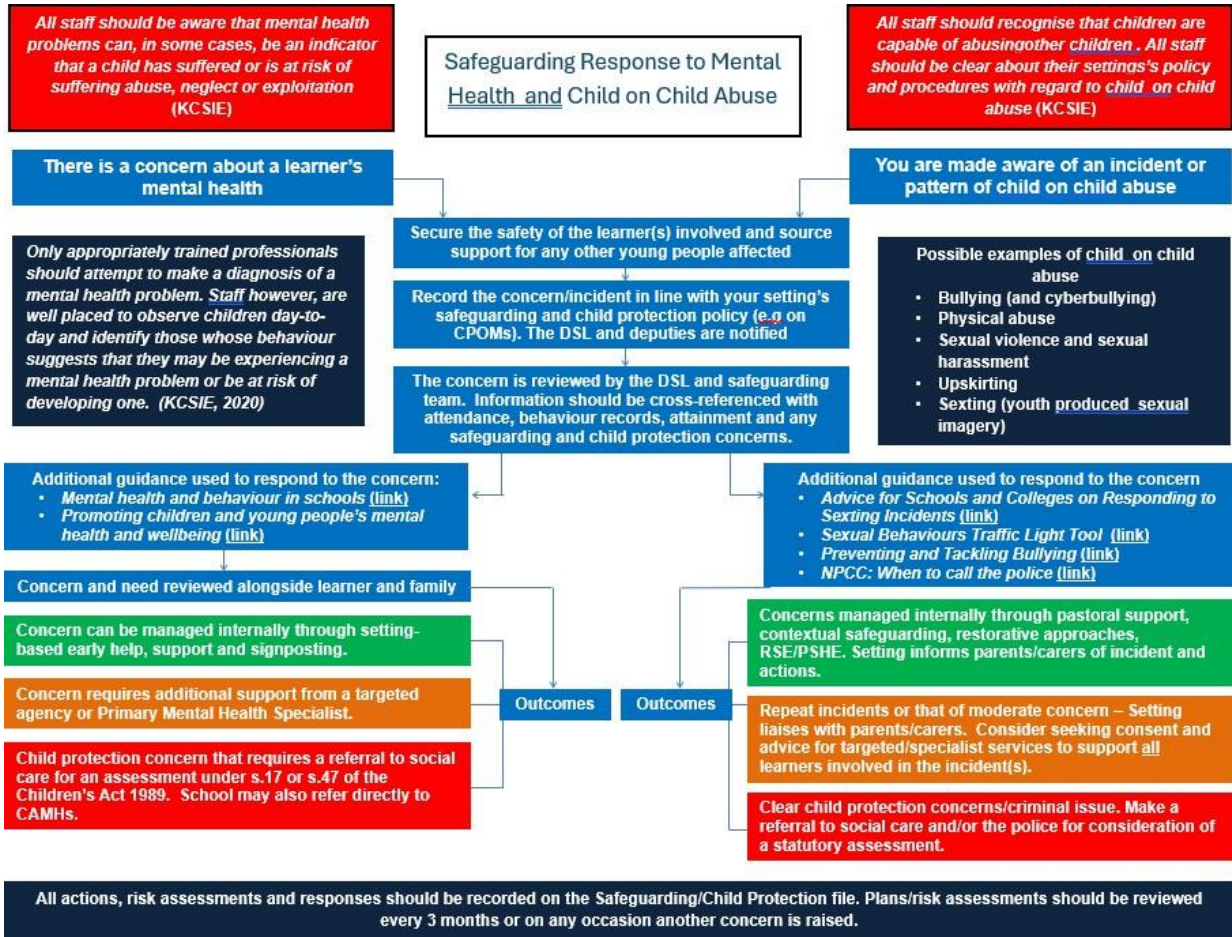 All staff should be aware that mental health
problems can, in some cases, be an indicator
that a child has suffered or is at risk of
suffering abuse, neglect or exploitation
(KCSIE)
Safeguarding Response to Mental
Health and Child on Child Abuse
All staff should recognise that children are
capable of abusingother children . All staff
should be clear about their settings's policy
and procedures with regard to child on child
abuse (KCSIE)
There is a concern about a learner's
mental health
You are made aware of an incident or
pattern of child on child abuse
Secure the safety of the learner(s) involved and source
support for any other young people affected
Only appropriately trained professionals
should attempt to make a diagnosis of a
mental health problem. Staff however, are
well placed to observe children day-to-
day and identify those whose behaviour
suggests that they may be experiencing a
mental health problem or be at risk of
developing one. (KCSIE, 2020)
Record the concern/incident in line with your setting's
safeguarding and child protection policy (e.g on
CPOMs). The DSL and deputies are notified
The concern is reviewed by the DSL and safeguarding
team. Information should be cross-referenced with
attendance, behaviour records, attainment and any
safeguarding and child protection concerns.
Possible examples of child on child
abuse
• Bullying (and cyberbullying)
• Physical abuse
• Sexual violence and sexual
harassment
• Upskirting
• Sexting (youth produced sexual
imagery)
Additional guidance used to respond to the concern:
• Mental health and behaviour in schools (link)
• Promoting children and young people's mental
health and wellbeing (link)
Additional guidance used to respond to the concern
• Advice for Schools and Colleges on Responding to
Sexting Incidents (link)
• Sexual Behaviours Traffic Light Tool (link)
• Preventing and Tackling Bullying (link)
• NPCC: When to call the police (link)
Concern and need reviewed alongside learner and family
Concern can be managed internally through setting-
based early help, support and signposting.
Concern requires additional support from a targeted
agency or Primary Mental Health Specialist.
Child protection concern that requires a referral to social
care for an assessment under s.17 or s.47 of the
Children's Act 1989. School may also refer directly to
CAMHs.
Outcomes
Outcomes
Concerns managed internally through pastoral support,
contextual safeguarding, restorative approaches,
RSE/PSHE. Setting informs parents/carers of incident and
actions.
Repeat incidents or that of moderate concern – Setting
liaises with parents/carers. Consider seeking consent and
advice for targeted/specialist services to support all
learners involved in the incident(s).
Clear child protection concerns/criminal issue. Make a
referral to social care and/or the police for consideration of
a statutory assessment.
All actions, risk assessments and responses should be recorded on the Safeguarding/Child Protection file. Plans/risk assessments should be reviewed
every 3 months or on any occasion another concern is raised.